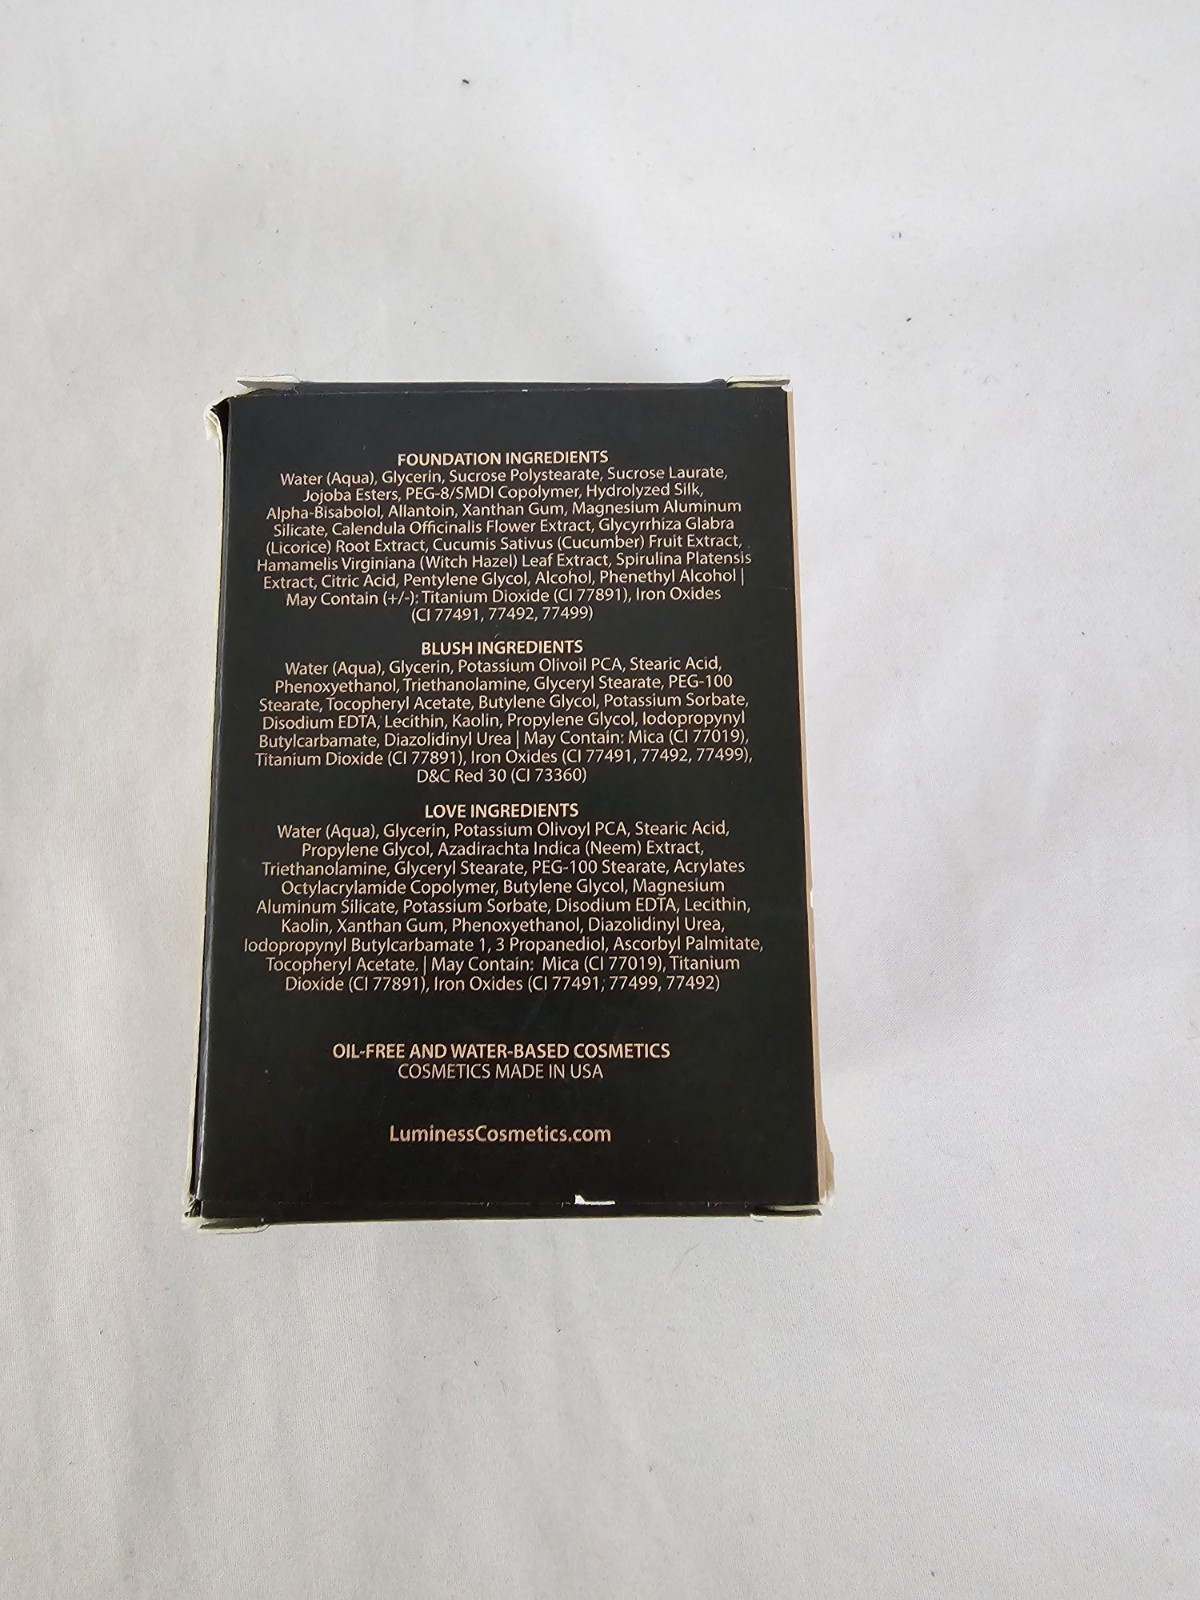 FOUNDATION INGREDIENTS
Water (Aqua), Glycerin, Sucrose Polystearate, Sucrose Laurate,
Jojoba Esters, PEG-8/SMDI Copolymer, Hydrolyzed Silk,
Alpha-Bisabolol, Allantoin, Xanthan Gum, Magnesium Aluminum
Silicate, Calendula Officinalis Flower Extract, Glycyrrhiza Glabra
(Licorice) Root Extract, Cucumis Sativus (Cucumber) Fruit Extract,
Hamamelis Virginiana (Witch Hazel) Leaf Extract, Spirulina Platensis
Extract, Citric Acid, Pentylene Glycol, Alcohol, Phenethyl Alcohol |
May Contain (+/-): Titanium Dioxide (CI 77891), Iron Oxides
(CI 77491, 77492, 77499)
BLUSH INGREDIENTS
Water (Aqua), Glycerin, Potassium Olivoil PCA, Stearic Acid,
Phenoxyethanol, Triethanolamine, Glyceryl Stearate, PEG-100
Stearate, Tocopheryl Acetate, Butylene Glycol, Potassium Sorbate,
Disodium EDTA, Lecithin, Kaolin, Propylene Glycol, Iodopropynyl
Butylcarbamate, Diazolidinyl Urea | May Contain: Mica (CI 77019),
Titanium Dioxide (CI 77891), Iron Oxides (CI 77491, 77492, 77499),
D&C Red 30 (CI 73360)
LOVE INGREDIENTS
Water (Aqua), Glycerin, Potassium Olivoyl PCA, Stearic Acid,
Propylene Glycol, Azadirachta Indica (Neem) Extract,
Triethanolamine, Glyceryl Stearate, PEG-100 Stearate, Acrylates
Octylacrylamide Copolymer, Butylene Glycol, Magnesium
Aluminum Silicate, Potassium Sorbate, Disodium EDTA, Lecithin,
Kaolin, Xanthan Gum, Phenoxyethanol, Diazolidinyl Urea,
Iodopropynyl Butylcarbamate 1, 3 Propanediol, Ascorbyl Palmitate,
Tocopheryl Acetate. | May Contain: Mica (CI 77019), Titanium
Dioxide (CI 77891), Iron Oxides (CI 77491, 77499, 77492)
OIL-FREE AND WATER-BASED COSMETICS
COSMETICS MADE IN USA
LuminessCosmetics.com